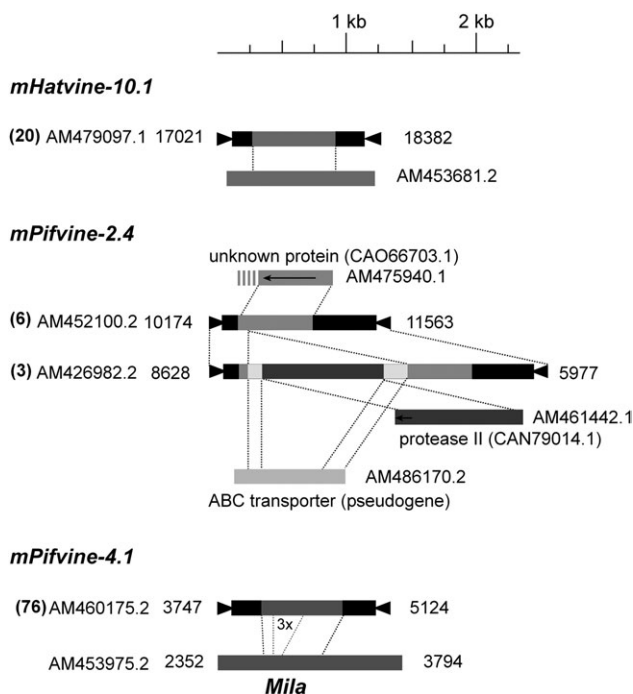 1 kb 2 kb
mHatvine-10.1
(20) AM479097.1 17021 18382
AM453681.2
mPifvine-2.4
unknown protein (CAO66703.1)
AM475940.1
(6) AM452100.2 10174 11563
(3) AM426982.2 8628 5977
AM461442.1
protease II (CAN79014.1)
AM486170.2
ABC transporter (pseudogene)
mPifvine-4.1
(76) AM460175.2 3747 5124
3x
AM453975.2 2352 3794
Mila